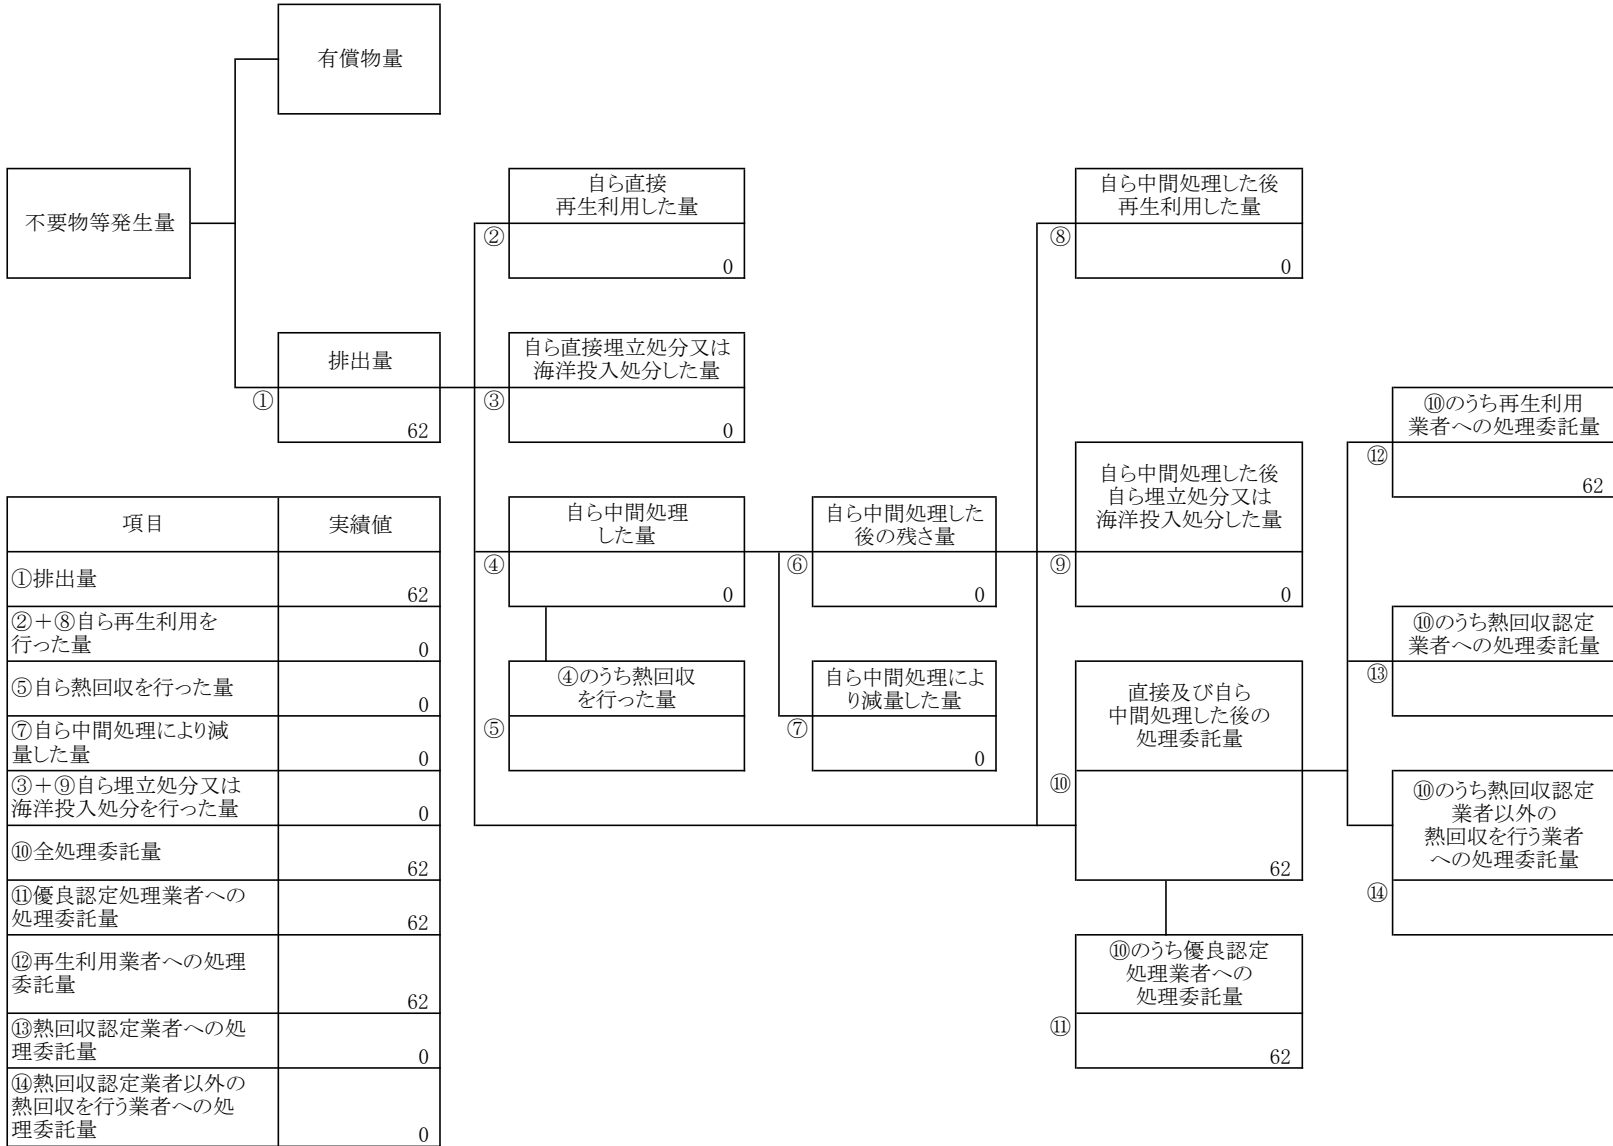 有償物量
不要物等発生量
自ら直接
再生利用した量
②
0
自ら中間処理した後
再生利用した量
⑧
0
排出量
①
62
自ら直接埋立処分又は
海洋投入処分した量
③
0
⑩のうち再生利用
業者への処理委託量
⑫
62
自ら中間処理
した量
④
0
自ら中間処理した
後の残さ量
⑥
0
自ら中間処理した後
自ら埋立処分又は
海洋投入処分した量
⑨
0
⑩のうち熱回収認定
業者への処理委託量
⑬
④のうち熱回収
を行った量
⑤
自ら中間処理によ
り減量した量
⑦
0
直接及び自ら
中間処理した後の
処理委託量
⑩
62
⑩のうち熱回収認定
業者以外の
熱回収を行う業者
への処理委託量
⑭
⑩のうち優良認定
処理業者への
処理委託量
⑪
62
項目 実績値
①排出量 62
②＋⑧自ら再生利用を
行った量 0
⑤自ら熱回収を行った量 0
⑦自ら中間処理により減
量した量 0
③＋⑨自ら埋立処分又は
海洋投入処分を行った量 0
⑩全処理委託量 62
⑪優良認定処理業者への
処理委託量 62
⑫再生利用業者への処理
委託量 62
⑬熱回収認定業者への処
理委託量 0
⑭熱回収認定業者以外の
熱回収を行う業者への処
理委託量 0